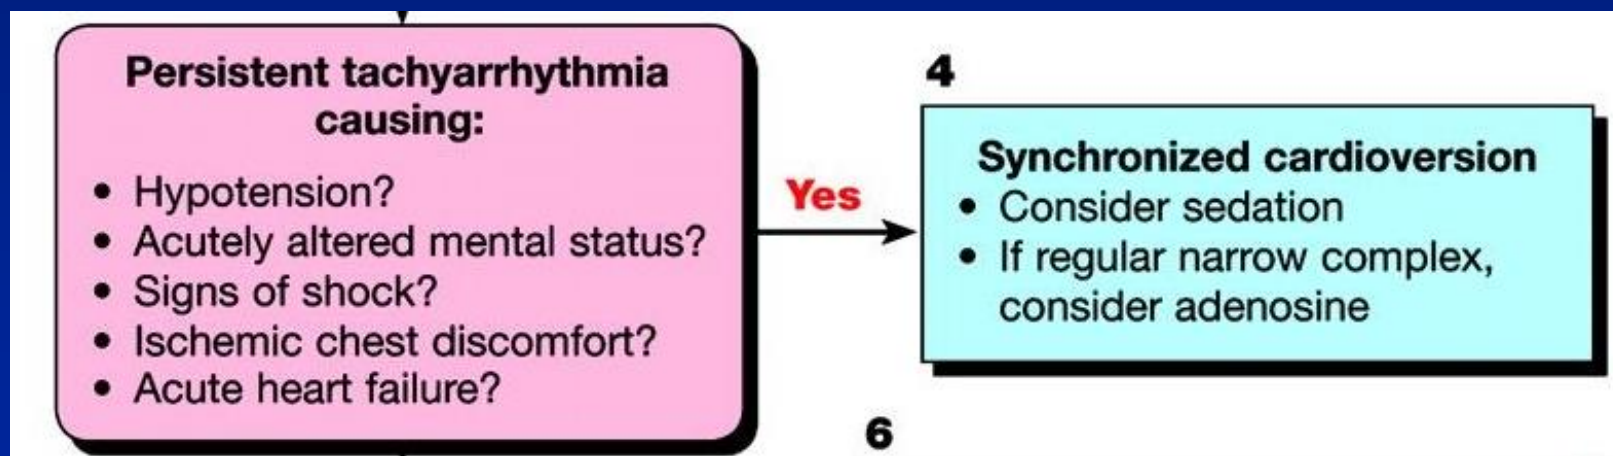 Persistent tachyarrhythmia
causing:
• Hypotension?
• Acutely altered mental status?
• Signs of shock?
• Ischemic chest discomfort?
• Acute heart failure?
Yes
4
Synchronized cardioversion
• Consider sedation
• If regular narrow complex,
consider adenosine
6